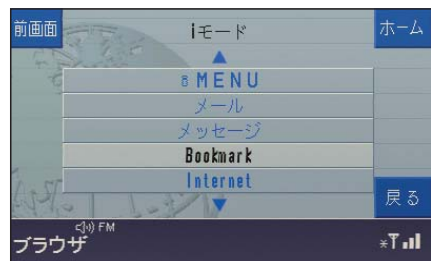 前画面
iモード
ホーム
8 MENU
メール
メッセージ
Bookmark
Internet
戻る
FM
ブラウザ